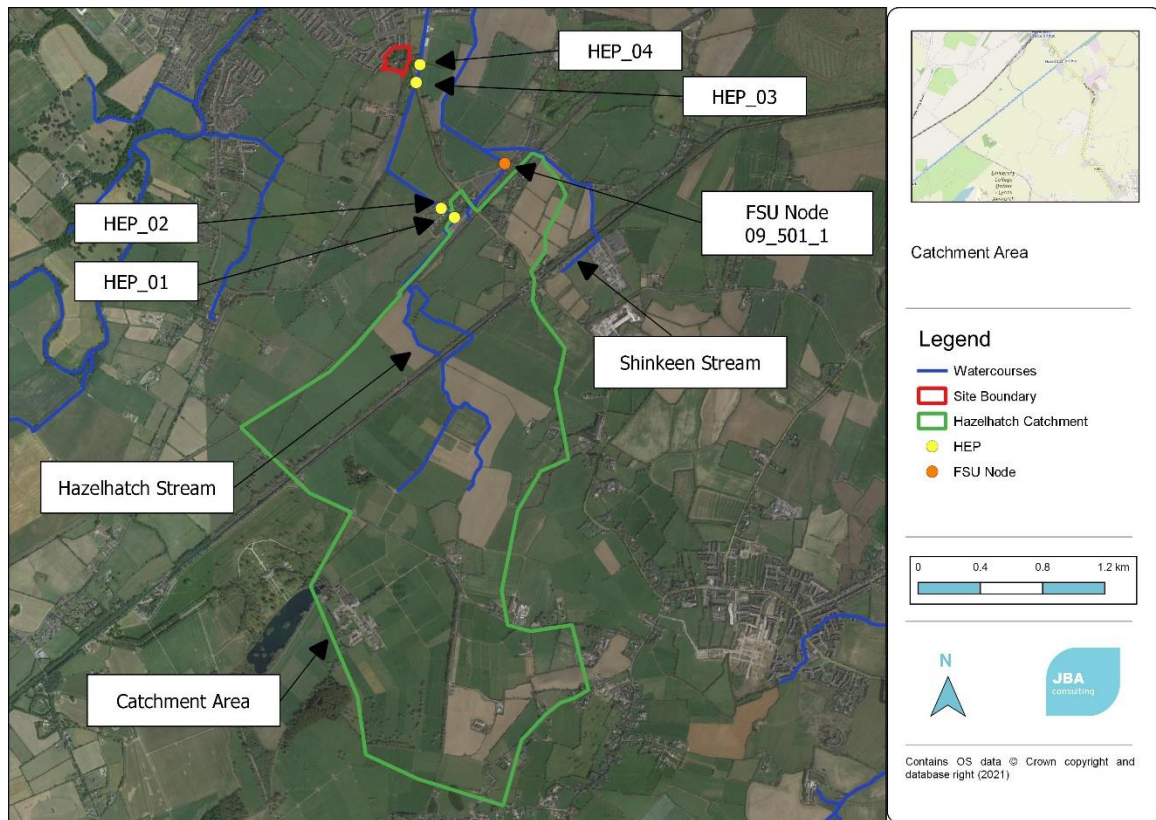 HEP_04
HEP_03
HEP_02
HEP_01
FSU Node
09_501_1
Shinkeen Stream
Hazelhatch Stream
Catchment Area
Catchment Area
Legend
Watercourses
Site Boundary
Hazelhatch Catchment
HEP
FSU Node
0 0.4 0.8 1.2 km
N
JBA
consulting
Contains OS data © Crown copyright and
database right (2021)